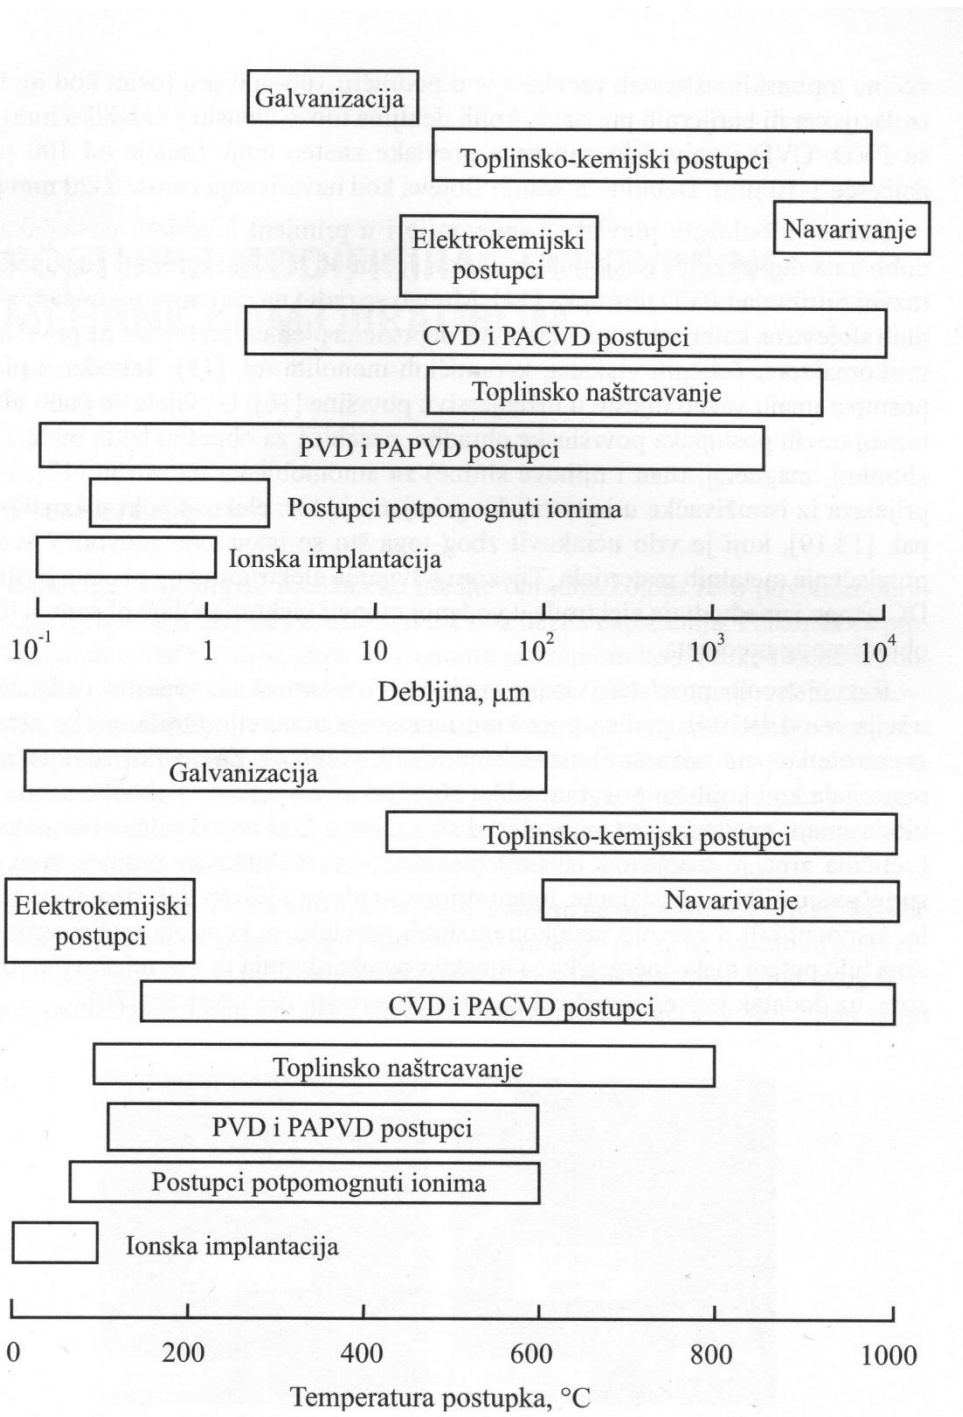 Galvanizacija
Toplinsko-kemijski postupci
Navarivanje
Elektrokemijski
postupci
CVD i PACVD postupci
Toplinsko naštrcavanje
PVD i PAPVD postupci
Postupci potpomognuti ionima
Ionska implantacija
10⁻¹ 1 10 10² 10³ 10⁴
Debljina, μm
Galvanizacija
Toplinsko-kemijski postupci
Navarivanje
Elektrokemijski
postupci
CVD i PACVD postupci
Toplinsko naštrcavanje
PVD i PAPVD postupci
Postupci potpomognuti ionima
Ionska implantacija
0 200 400 600 800 1000
Temperatura postupka, °C